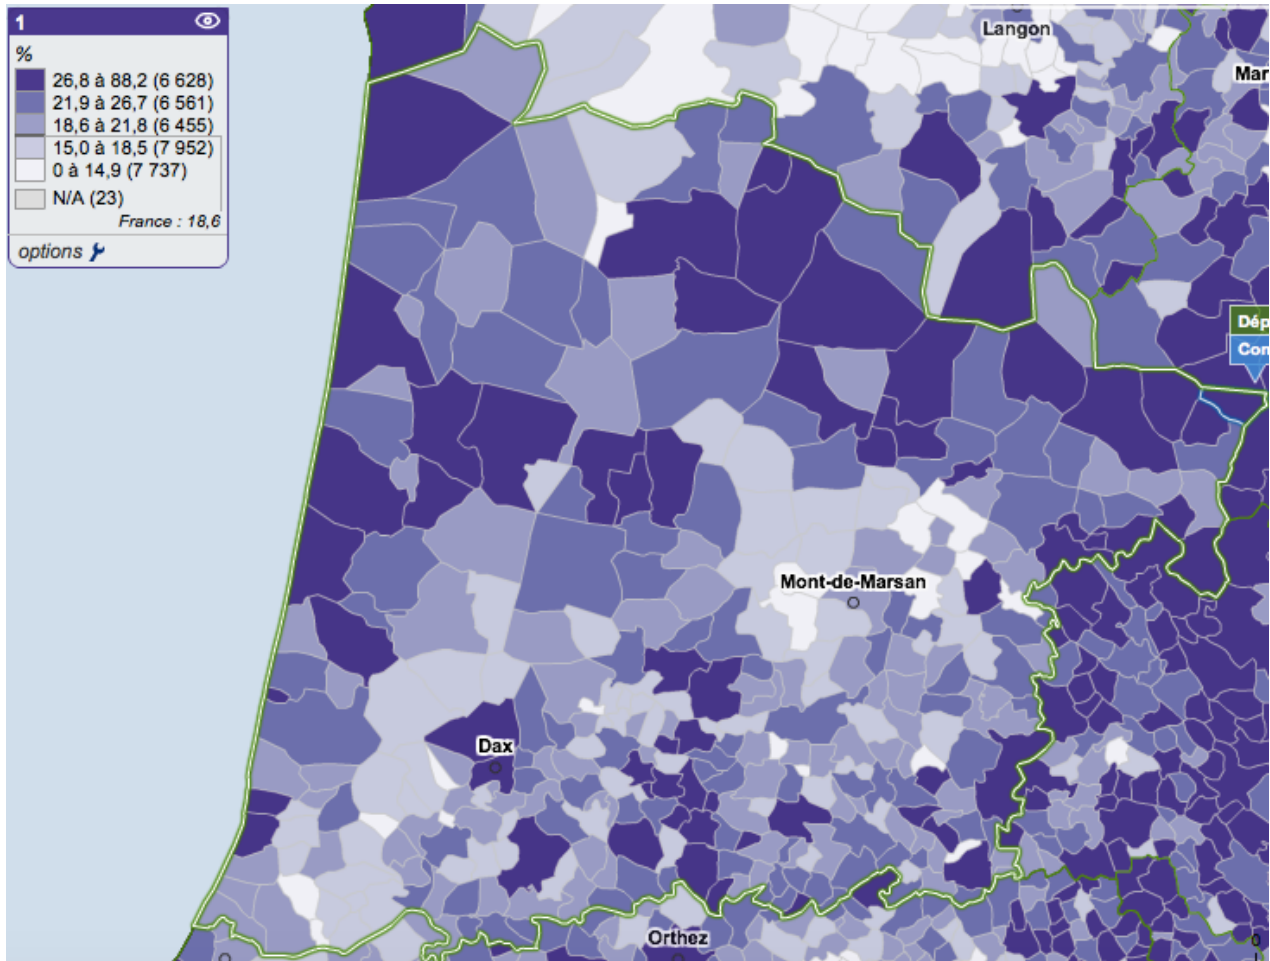 1
%
26,8 à 88,2 (6 628)
21,9 à 26,7 (6 561)
18,6 à 21,8 (6 455)
15,0 à 18,5 (7 952)
0 à 14,9 (7 737)
N/A (23)
France : 18,6
options
Langon
Mar
Dép
Com
Mont-de-Marsan
Dax
Orthez